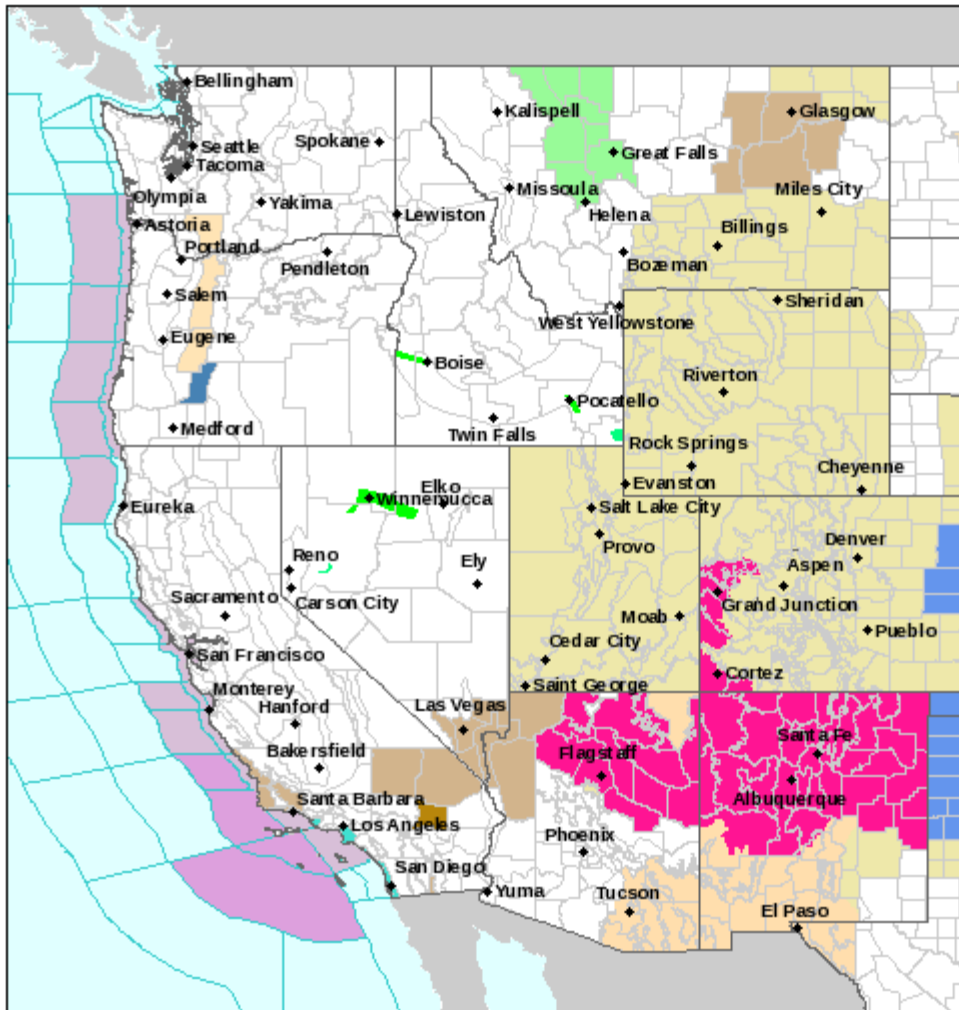 Bellingham
Kalispell
Glasgow
Seattle
Spokane
Great Falls
Tacoma
Olympia
Missoula
Miles City
Yakima
Lewiston
Helena
Astoria
Billings
Portland
Pendleton
Bozeman
Salem
Sheridan
West Yellowstone
Eugene
Boise
Riverton
Pocatello
Medford
Twin Falls
Rock Springs
Cheyenne
Elko
Evanston
Winnemucca
Eureka
Salt Lake City
Provo
Denver
Reno
Ely
Aspen
Sacramento
Carson City
Grand Junction
Moab
Pueblo
Cedar City
San Francisco
Cortez
Saint George
Monterey
Hanford
Las Vegas
Santa Fe
Bakersfield
Flagstaff
Santa Barbara
Albuquerque
Los Angeles
Phoenix
San Diego
Yuma
Tucson
El Paso